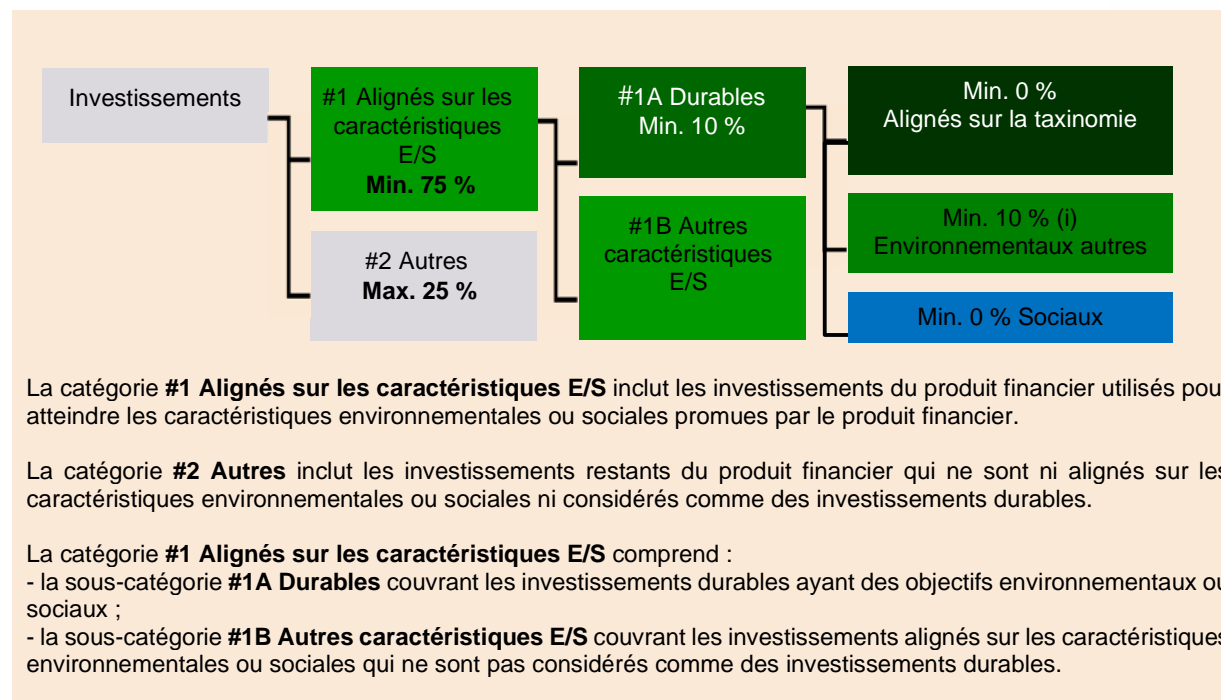 Investissements
#1 Alignés sur les
caractéristiques
E/S
Min. 75 %
#2 Autres
Max. 25 %
#1A Durables
Min. 10 %
#1B Autres
caractéristiques
E/S
Min. 0 %
Alignés sur la taxinomie
Min. 10 % (i)
Environnementaux autres
Min. 0 % Sociaux
La catégorie #1 Alignés sur les caractéristiques E/S inclut les investissements du produit financier utilisés pou
atteindre les caractéristiques environnementales ou sociales promues par le produit financier.
La catégorie #2 Autres inclut les investissements restants du produit financier qui ne sont ni alignés sur les
caractéristiques environnementales ou sociales ni considérés comme des investissements durables.
La catégorie #1 Alignés sur les caractéristiques E/S comprend :
- la sous-catégorie #1A Durables couvrant les investissements durables ayant des objectifs environnementaux ou
sociaux ;
- la sous-catégorie #1B Autres caractéristiques E/S couvrant les investissements alignés sur les caractéristiques
environnementales ou sociales qui ne sont pas considérés comme des investissements durables.